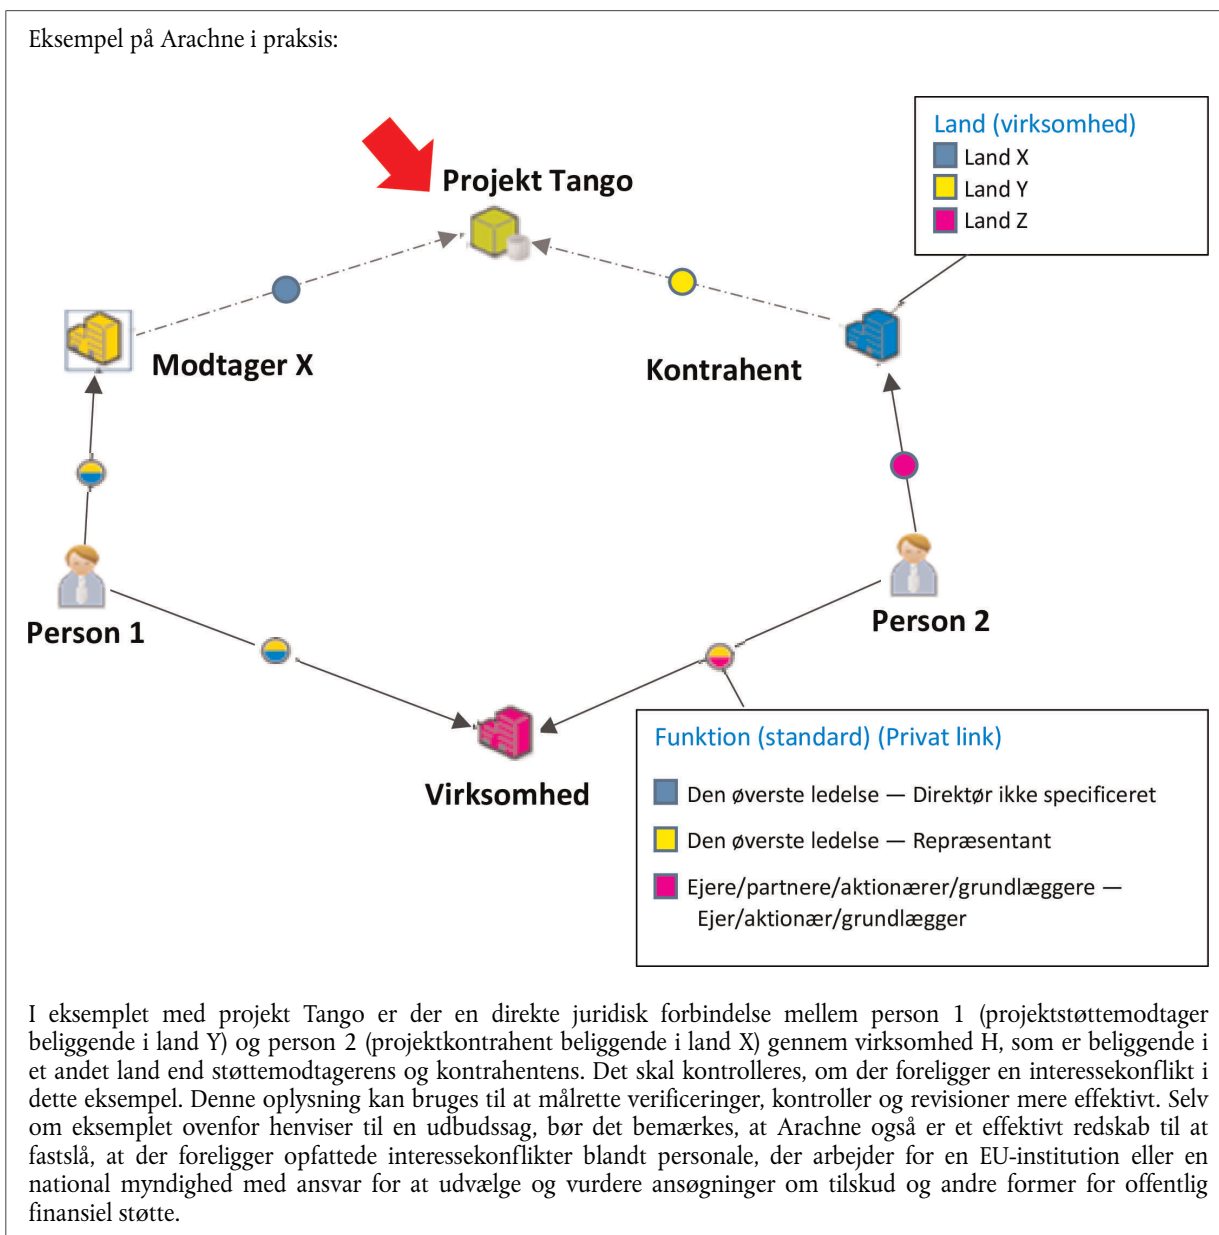 Eksempel på Arachne i praksis:
Land (virksomhed)
Land X
Land Y
Land Z
Projekt Tango
Modtager X
Kontrahent
Person 1
Person 2
Virksomhed
Funktion (standard) (Privat link)
Den øverste ledelse — Direktør ikke specificeret
Den øverste ledelse — Repræsentant
Ejere/partnere/aktionærer/grundlæggere —
Ejer/aktionær/grundlægger
I eksemplet med projekt Tango er der en direkte juridisk forbindelse mellem person 1 (projektstøttemodtager
beliggende i land Y) og person 2 (projektkontrahent beliggende i land X) gennem virksomhed H, som er beliggende i
et andet land end støttemodtagerens og kontrahentens. Det skal kontrolleres, om der foreligger en interessekonflikt i
dette eksempel. Denne oplysning kan bruges til at målrette verificeringer, kontroller og revisioner mere effektivt. Selv
om eksemplet ovenfor henviser til en udbudssag, bør det bemærkes, at Arachne også er et effektivt redskab til at
fastslå, at der foreligger opfattede interessekonflikter blandt personale, der arbejder for en EU-institution eller en
national myndighed med ansvar for at udvælge og vurdere ansøgninger om tilskud og andre former for offentlig
finansiel støtte.